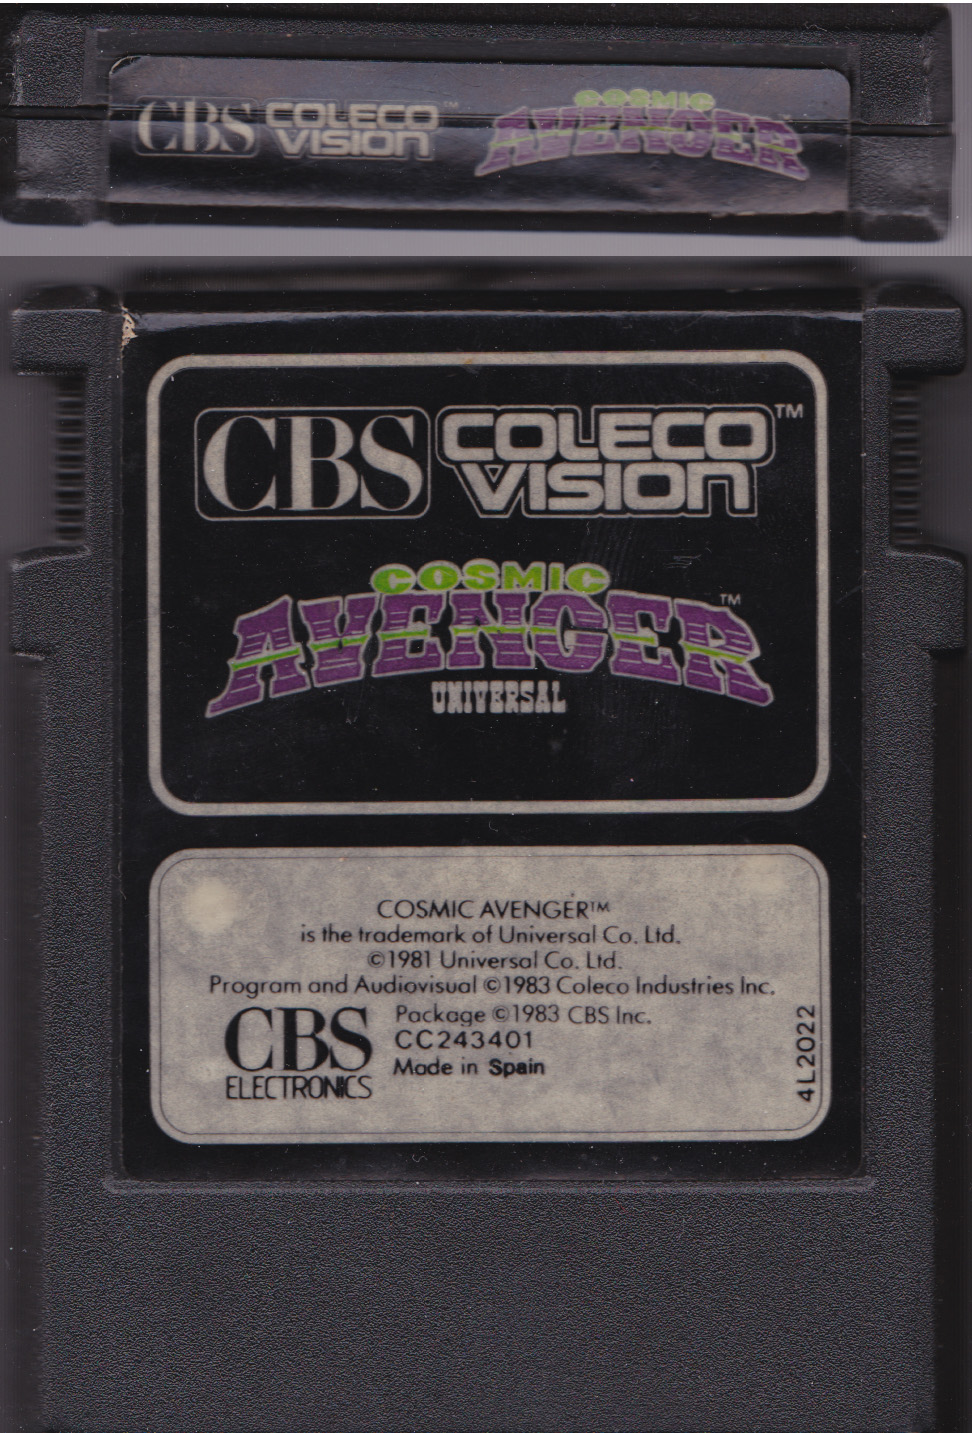 CBS COLECO VISION™ COSMIC AVENGER
CBS COLECO VISION™
COSMIC
AVENGER™
UNIVERSAL
COSMIC AVENGER™
is the trademark of Universal Co. Ltd.
©1981 Universal Co. Ltd.
Program and Audiovisual ©1983 Coleco Industries Inc.
Package ©1983 CBS Inc.
CC243401
Made in Spain
CBS
ELECTRONICS
4L2022